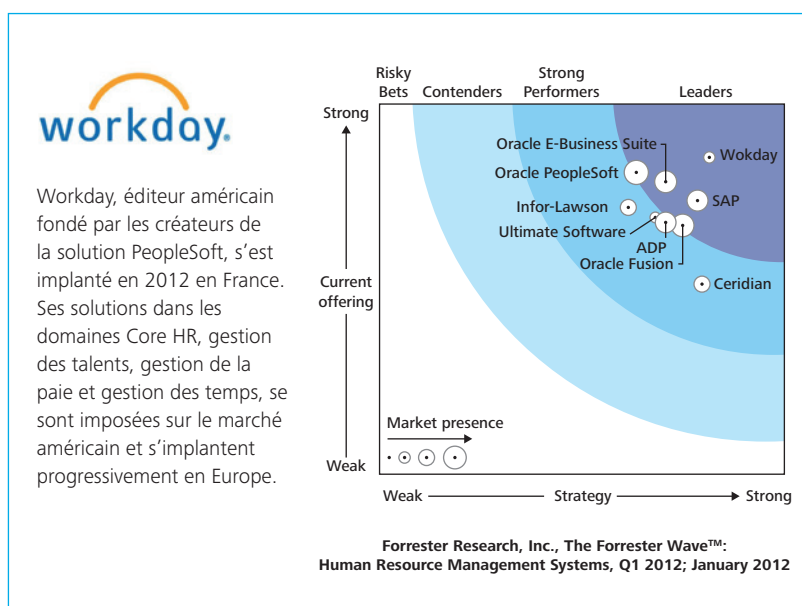 workday.
Workday, éditeur américain
fondé par les créateurs de
la solution PeopleSoft, s'est
implanté en 2012 en France.
Ses solutions dans les
domaines Core HR, gestion
des talents, gestion de la
paie et gestion des temps, se
sont imposées sur le marché
américain et s'implantent
progressivement en Europe.
Risky
Bets
Contenders
Strong
Performers
Leaders
Strong
Current
offering
Weak
Oracle E-Business Suite
Wokday
Oracle PeopleSoft
SAP
Infor-Lawson
Ultimate Software
ADP
Oracle Fusion
Ceridian
Market presence
Weak
Strategy
Strong
Forrester Research, Inc., The Forrester Wave™:
Human Resource Management Systems, Q1 2012; January 2012